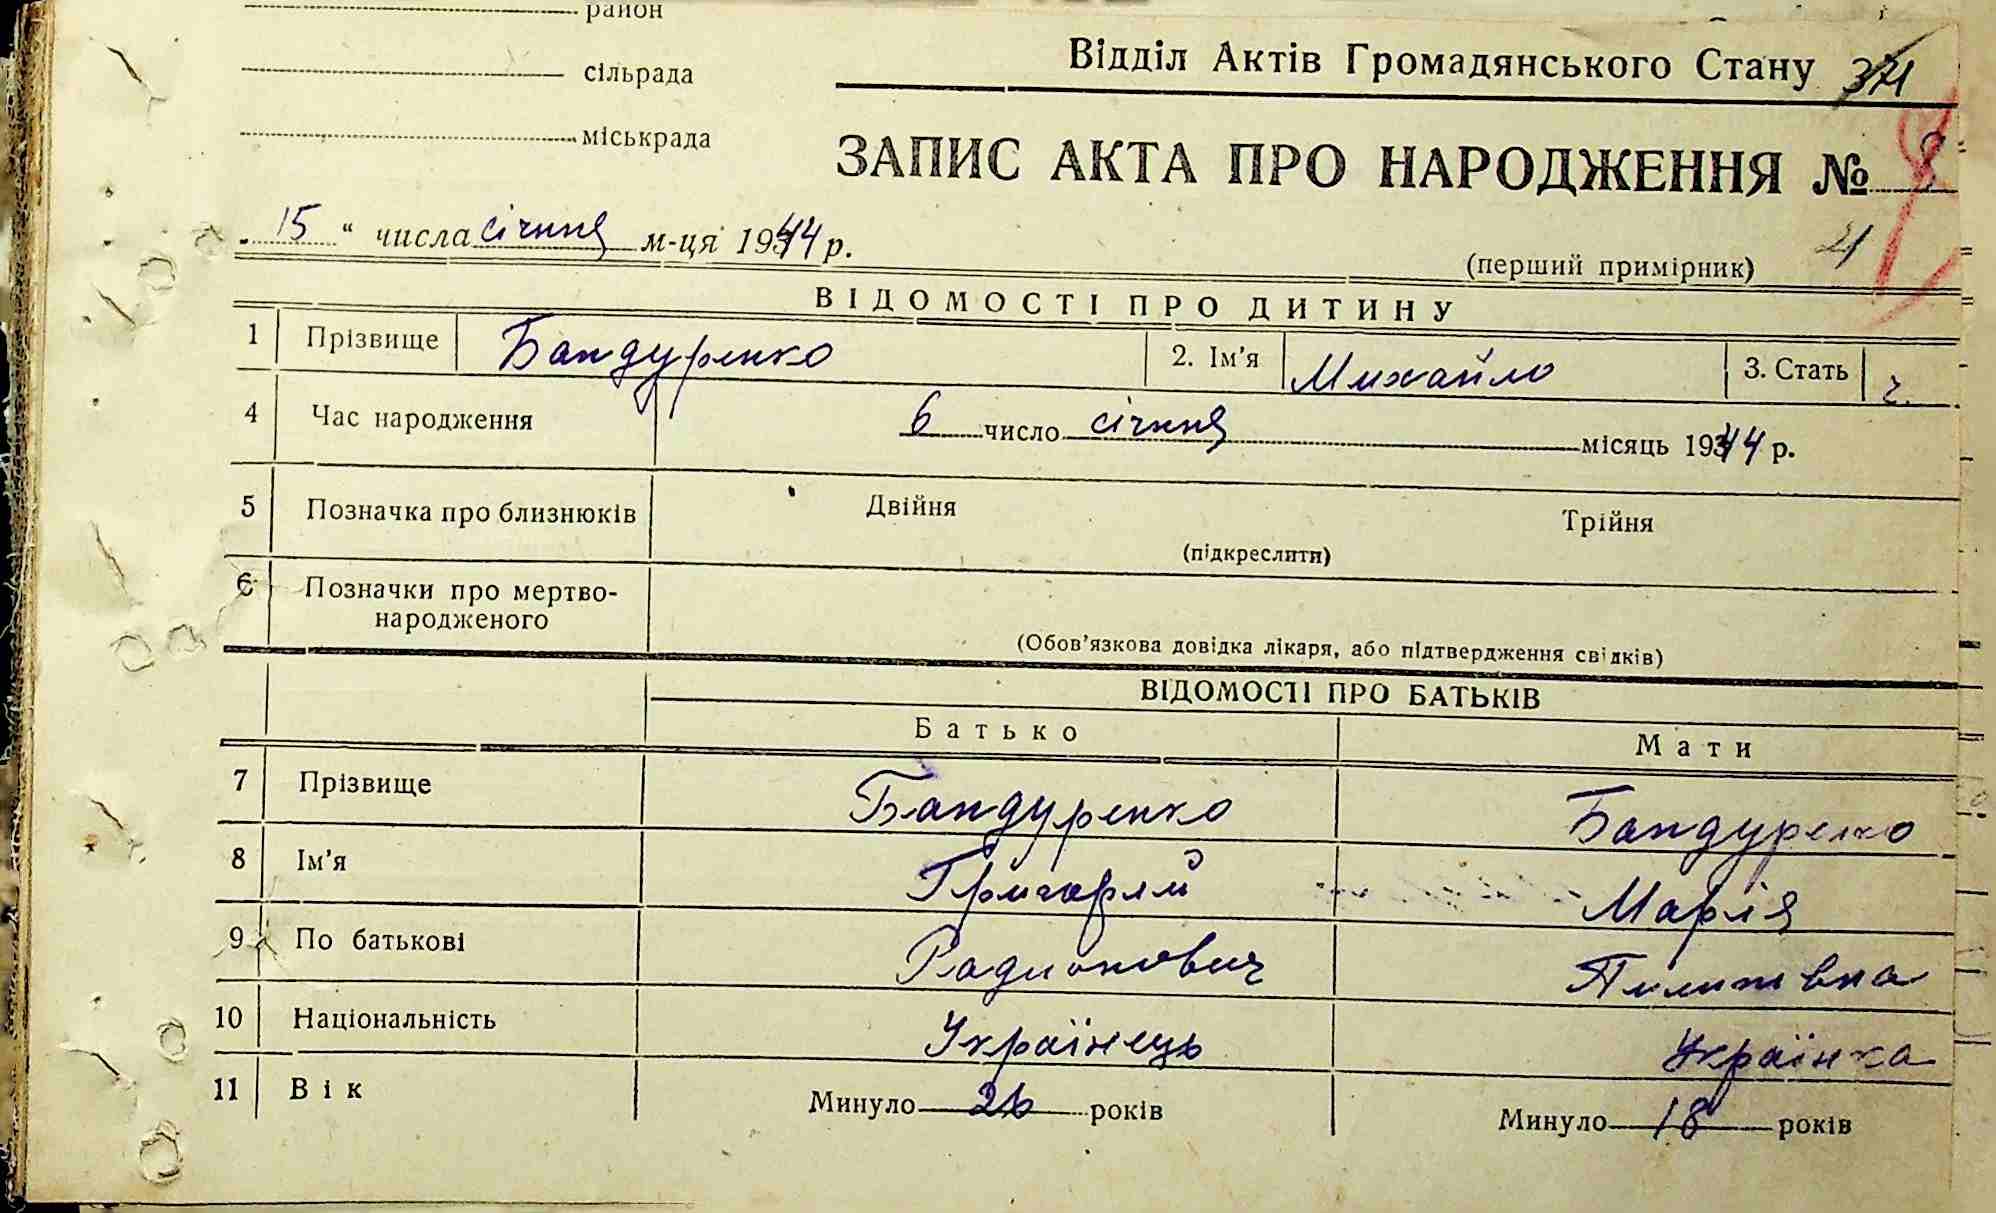 район
сільрада
міськрада
Відділ Актів Громадянського Стану
ЗАПИС АКТА ПРО НАРОДЖЕННЯ №
„ 15 “ числа січння м-ця 1944 р.
(перший примірник)
ВІДОМОСТІ ПРО ДИТИНУ
1 Прізвище Бандуренко 2. Ім'я Михайло 3. Стать ч.
4 Час народження 6 число січння місяць 1944 р.
5 Позначка про близнюків Двійня Трійня
(підкреслити)
6 Позначки про мертво-
народженого
(Обов'язкова довідка лікаря, або підтвердження свідків)
ВІДОМОСТІ ПРО БАТЬКІВ
Батько Мати
7 Прізвище Бандуренко Бандуренко
8 Ім'я Григорий Марія
9 По батькові Радионович
10 Національність Українець Українка
11 Вік Минуло 26 років Минуло 18 років